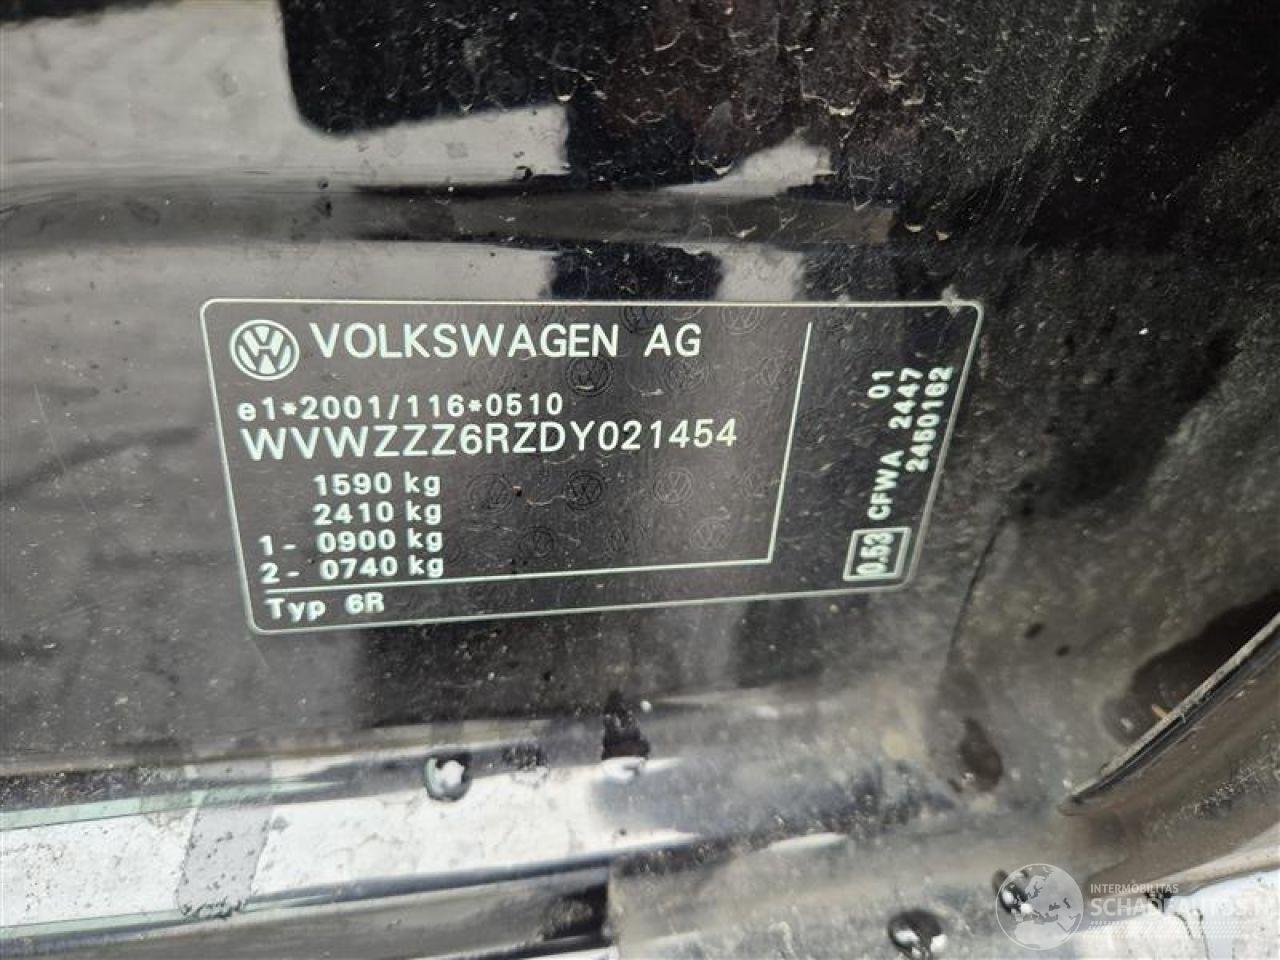 VOLKSWAGEN AG
e1*2001/116*0510
WVWZZZ6RZDY021454
1590 kg
2410 kg
1- 0900 kg
2- 0740 kg
Typ 6R
01
CFWA 2447
2450162
0.53
INTERMOBILITAS
SCHADEAUTOS.N